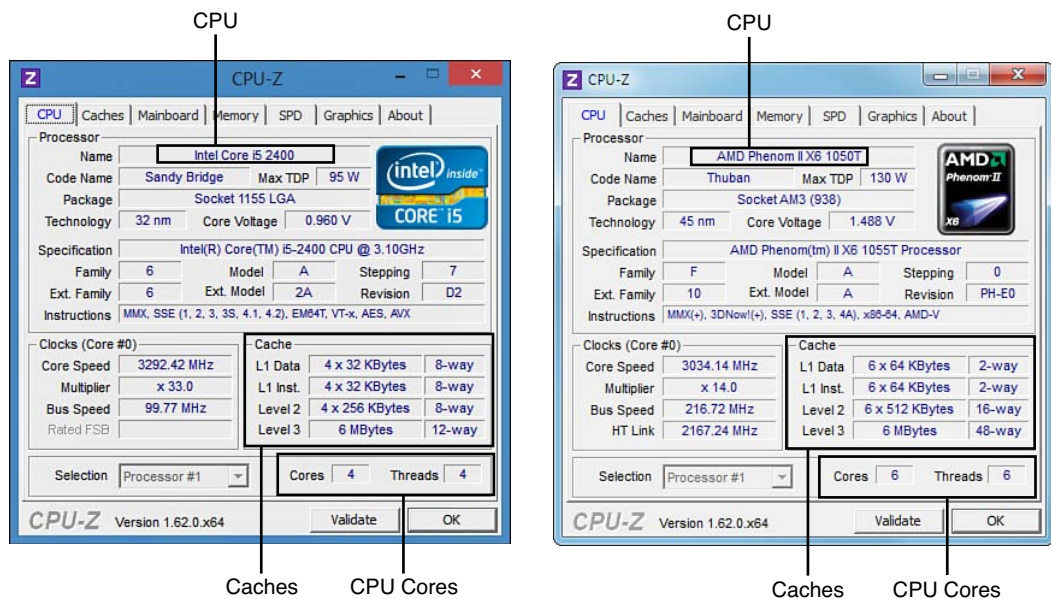 CPU
CPU-Z
CPU Caches Mainboard Memory SPD Graphics About
Processor
Name Intel Core i5 2400
Code Name Sandy Bridge Max TDP 95 W
Package Socket 1155 LGA
Technology 32 nm Core Voltage 0.960 V
(intel) inside™
CORE i5
Specification Intel(R) Core(TM) i5-2400 CPU @ 3.10GHz
Family 6 Model A Stepping 7
Ext. Family 6 Ext. Model 2A Revision D2
Instructions MMX, SSE (1, 2, 3, 3S, 4.1, 4.2), EM64T, VT-x, AES, AVX
Clocks (Core #0)
Core Speed 3292.42 MHz
Multiplier x 33.0
Bus Speed 99.77 MHz
Rated FSB
Cache
L1 Data 4 x 32 KBytes 8-way
L1 Inst. 4 x 32 KBytes 8-way
Level 2 4 x 256 KBytes 8-way
Level 3 6 MBytes 12-way
Selection Processor #1 Cores 4 Threads 4
CPU-Z Version 1.62.0.x64 Validate OK
Caches CPU Cores
CPU
CPU-Z
CPU Caches Mainboard Memory SPD Graphics About
Processor
Name AMD Phenom II X6 1050T
Code Name Thuban Max TDP 130 W
Package Socket AM3 (938)
Technology 45 nm Core Voltage 1.488 V
AMD
Phenom II
X6
Specification AMD Phenom(tm) II X6 1055T Processor
Family F Model A Stepping 0
Ext. Family 10 Ext. Model A Revision PH-E0
Instructions MMX(+), 3DNow!(+), SSE (1, 2, 3, 4A), x86-64, AMD-V
Clocks (Core #0)
Core Speed 3034.14 MHz
Multiplier x 14.0
Bus Speed 216.72 MHz
HT Link 2167.24 MHz
Cache
L1 Data 6 x 64 KBytes 2-way
L1 Inst. 6 x 64 KBytes 2-way
Level 2 6 x 512 KBytes 16-way
Level 3 6 MBytes 48-way
Selection Processor #1 Cores 6 Threads 6
CPU-Z Version 1.62.0.x64 Validate OK
Caches CPU Cores